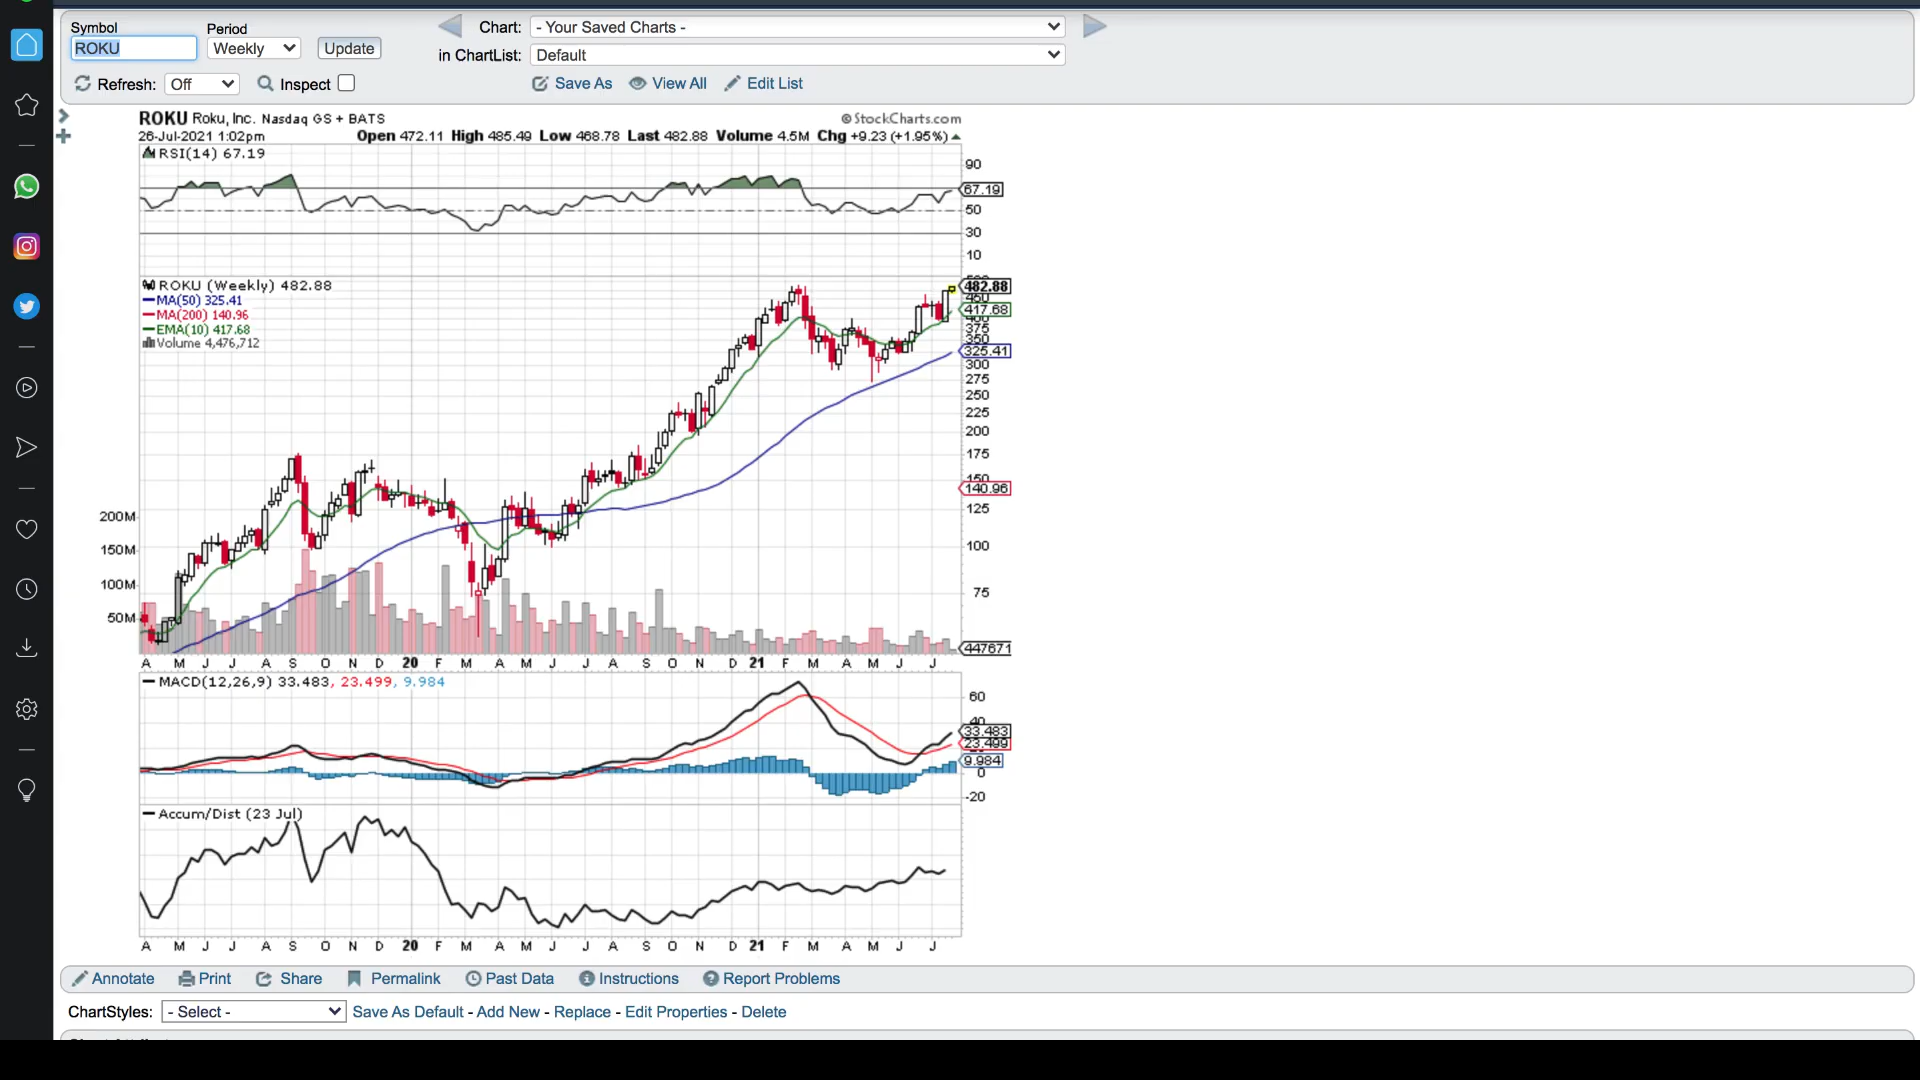 Symbol
Period
Chart:
- Your Saved Charts -
ROKU
Weekly
Update
in ChartList:
Default
Refresh:
Off
Inspect
Save As
View All
Edit List
ROKU Roku, Inc. Nasdaq GS + BATS
© StockCharts.com
26-Jul-2021 1:02pm
Open 472.11 High 485.49 Low 468.78 Last 482.88 Volume 4.5M Chg +9.23 (+1.95%)
RSI(14) 67.19
90
67.19
50
30
10
ROKU (Weekly) 482.88
MA(50) 325.41
MA(200) 140.96
EMA(10) 417.68
Volume 4,476,712
482.88
450
417.68
400
375
350
325.41
300
275
250
225
200
175
150
140.96
125
100
75
447671
200M
150M
100M
50M
A M J J A S O N D 20 F M A M J J A S O N D 21 F M A M J J
MACD(12,26,9) 33.483, 23.499, 9.984
60
40
33.483
23.499
9.984
0
-20
Accum/Dist (23 Jul)
A M J J A S O N D 20 F M A M J J A S O N D 21 F M A M J J
Annotate
Print
Share
Permalink
Past Data
Instructions
Report Problems
ChartStyles:
- Select -
Save As Default - Add New - Replace - Edit Properties - Delete